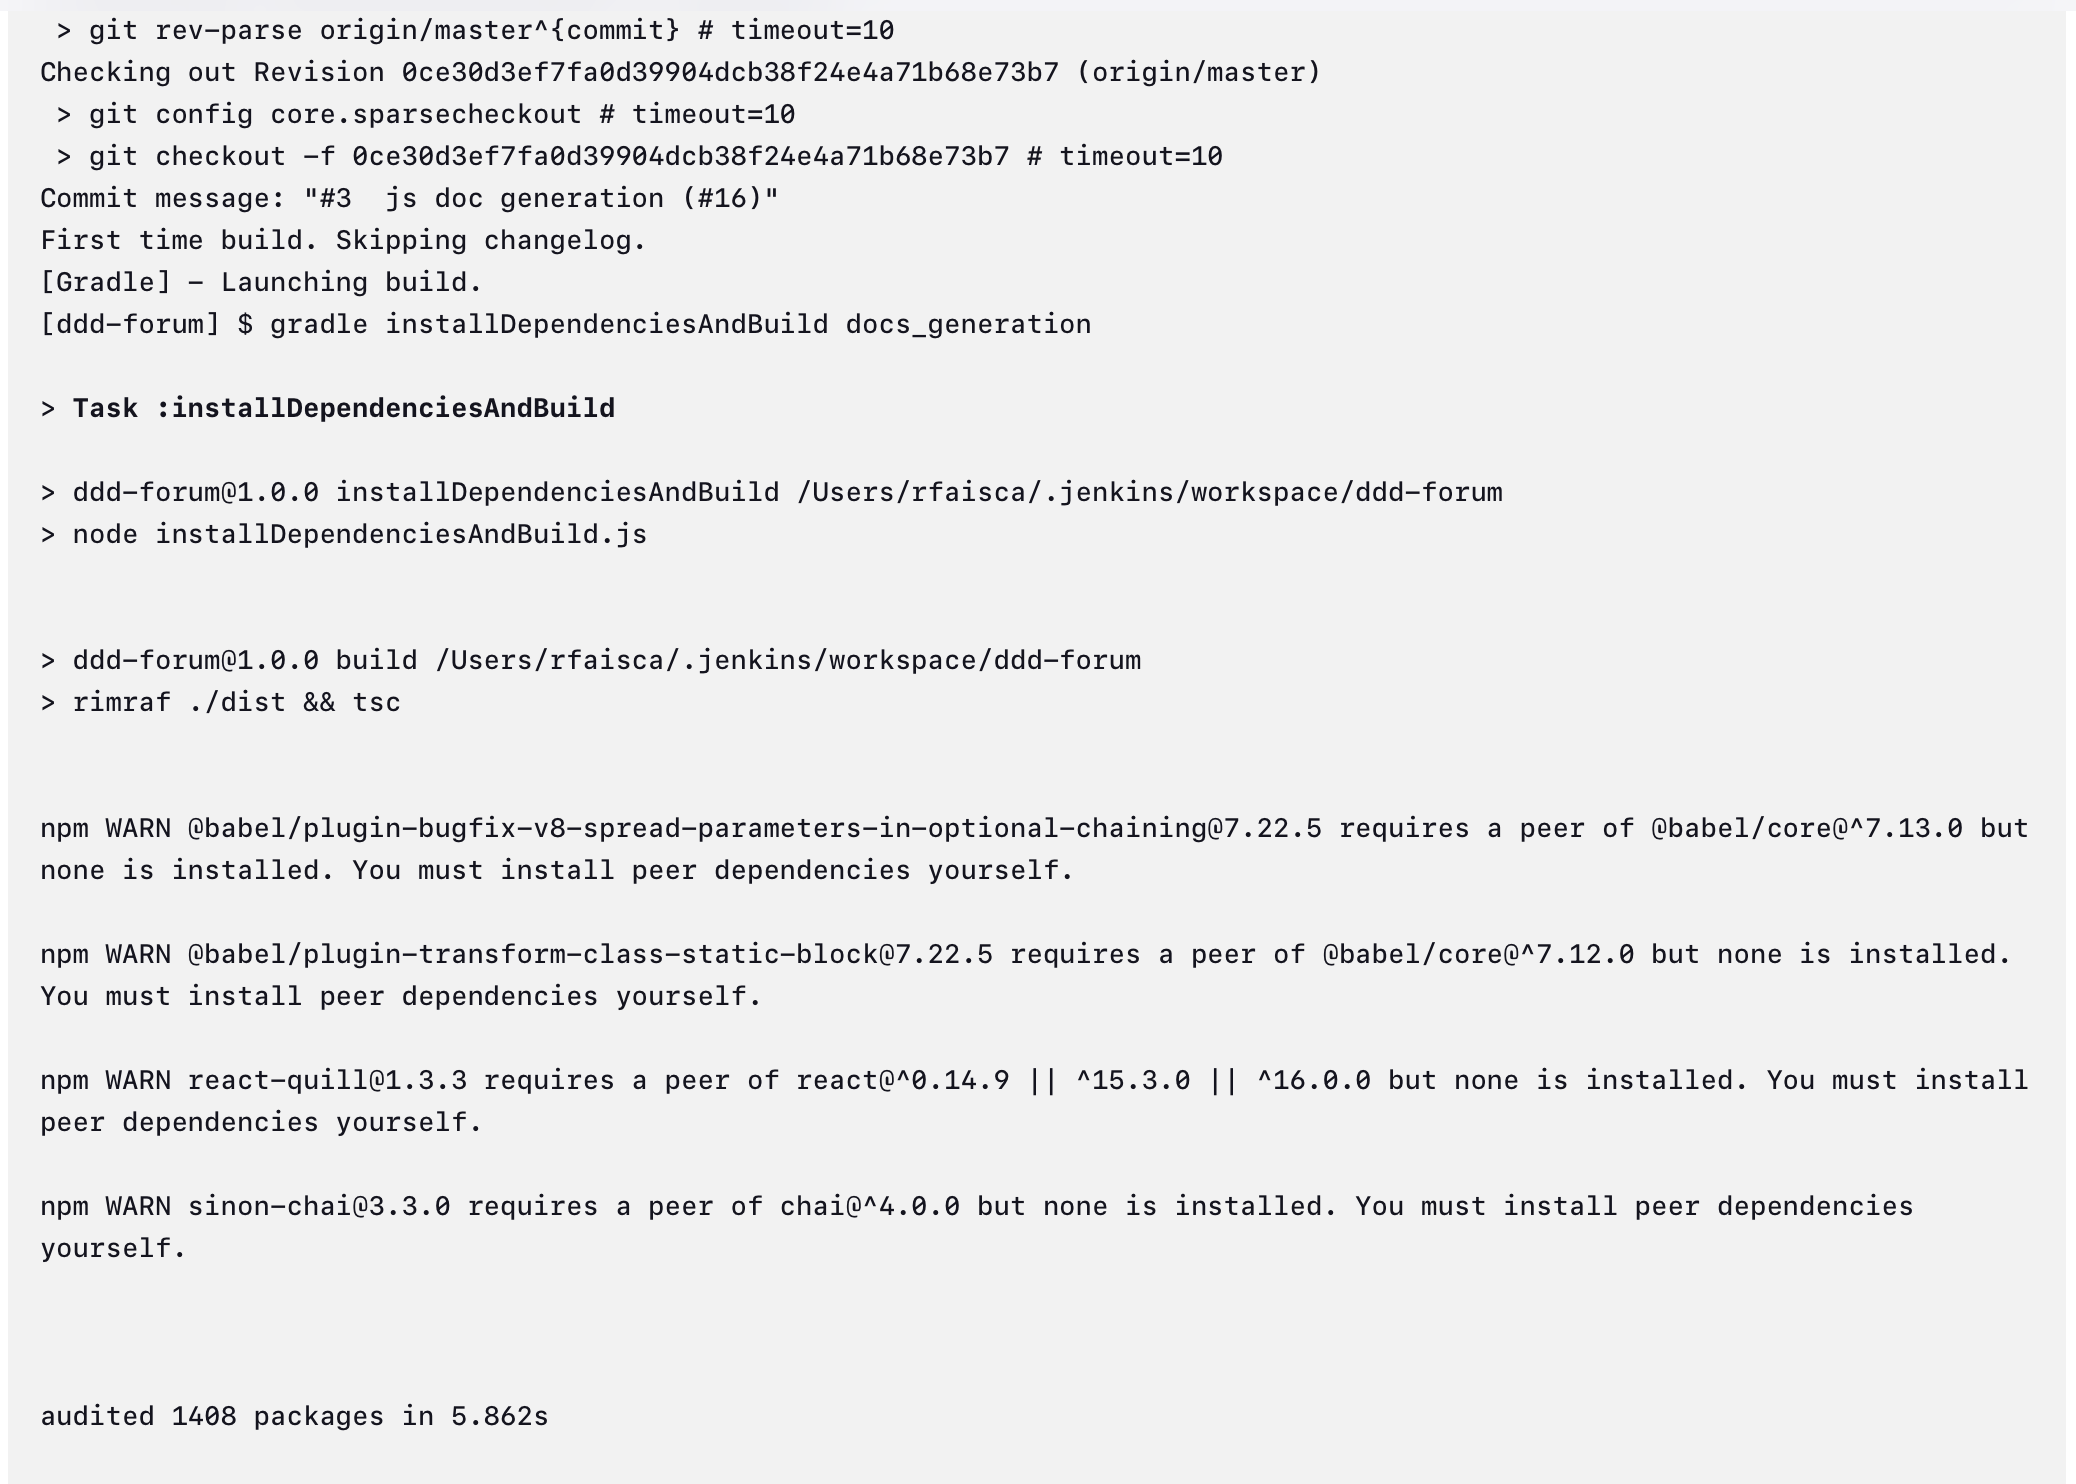 > git rev-parse origin/master^{commit} # timeout=10
Checking out Revision 0ce30d3ef7fa0d39904dcb38f24e4a71b68e73b7 (origin/master)
> git config core.sparsecheckout # timeout=10
> git checkout -f 0ce30d3ef7fa0d39904dcb38f24e4a71b68e73b7 # timeout=10
Commit message: "#3  js doc generation (#16)"
First time build. Skipping changelog.
[Gradle] - Launching build.
[ddd-forum] $ gradle installDependenciesAndBuild docs_generation
> Task :installDependenciesAndBuild
> ddd-forum@1.0.0 installDependenciesAndBuild /Users/rfaisca/.jenkins/workspace/ddd-forum
> node installDependenciesAndBuild.js
> ddd-forum@1.0.0 build /Users/rfaisca/.jenkins/workspace/ddd-forum
> rimraf ./dist && tsc
npm WARN @babel/plugin-bugfix-v8-spread-parameters-in-optional-chaining@7.22.5 requires a peer of @babel/core@^7.13.0 but
none is installed. You must install peer dependencies yourself.
npm WARN @babel/plugin-transform-class-static-block@7.22.5 requires a peer of @babel/core@^7.12.0 but none is installed.
You must install peer dependencies yourself.
npm WARN react-quill@1.3.3 requires a peer of react@^0.14.9 || ^15.3.0 || ^16.0.0 but none is installed. You must install
peer dependencies yourself.
npm WARN sinon-chai@3.3.0 requires a peer of chai@^4.0.0 but none is installed. You must install peer dependencies
yourself.
audited 1408 packages in 5.862s